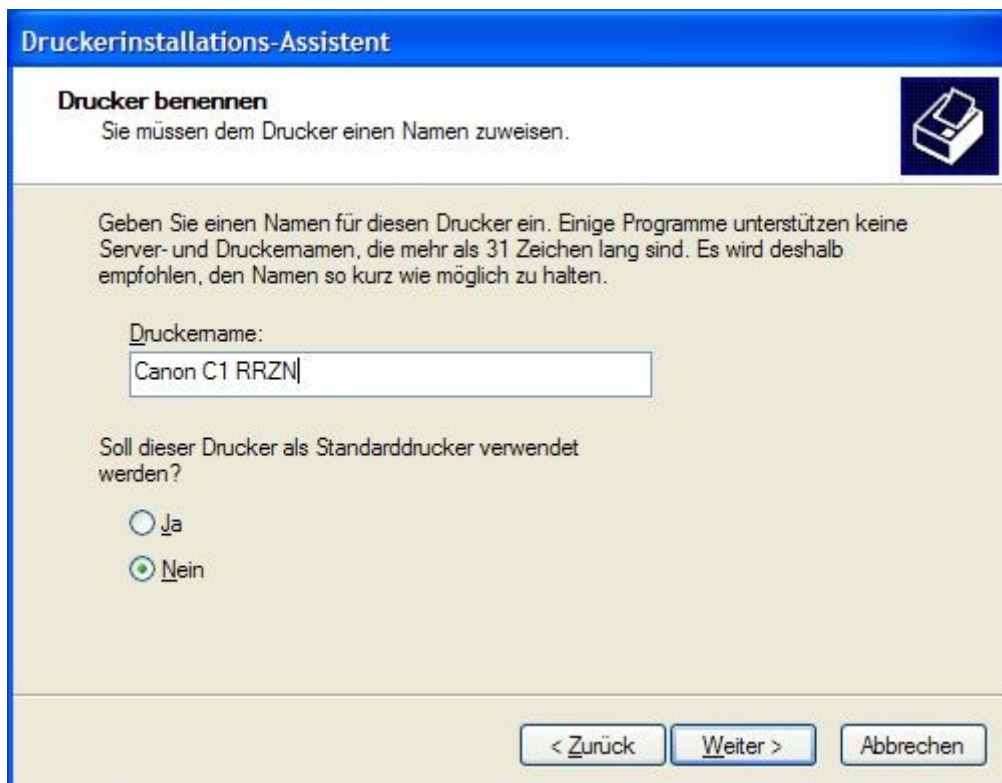 Druckerinstallations-Assistent
Drucker benennen
Sie müssen dem Drucker einen Namen zuweisen.
Geben Sie einen Namen für diesen Drucker ein. Einige Programme unterstützen keine
Server- und Druckernamen, die mehr als 31 Zeichen lang sind. Es wird deshalb
empfohlen, den Namen so kurz wie möglich zu halten.
Druckername:
Canon C1 RRZN
Soll dieser Drucker als Standarddrucker verwendet
werden?
Ja
Nein
< Zurück Weiter > Abbrechen